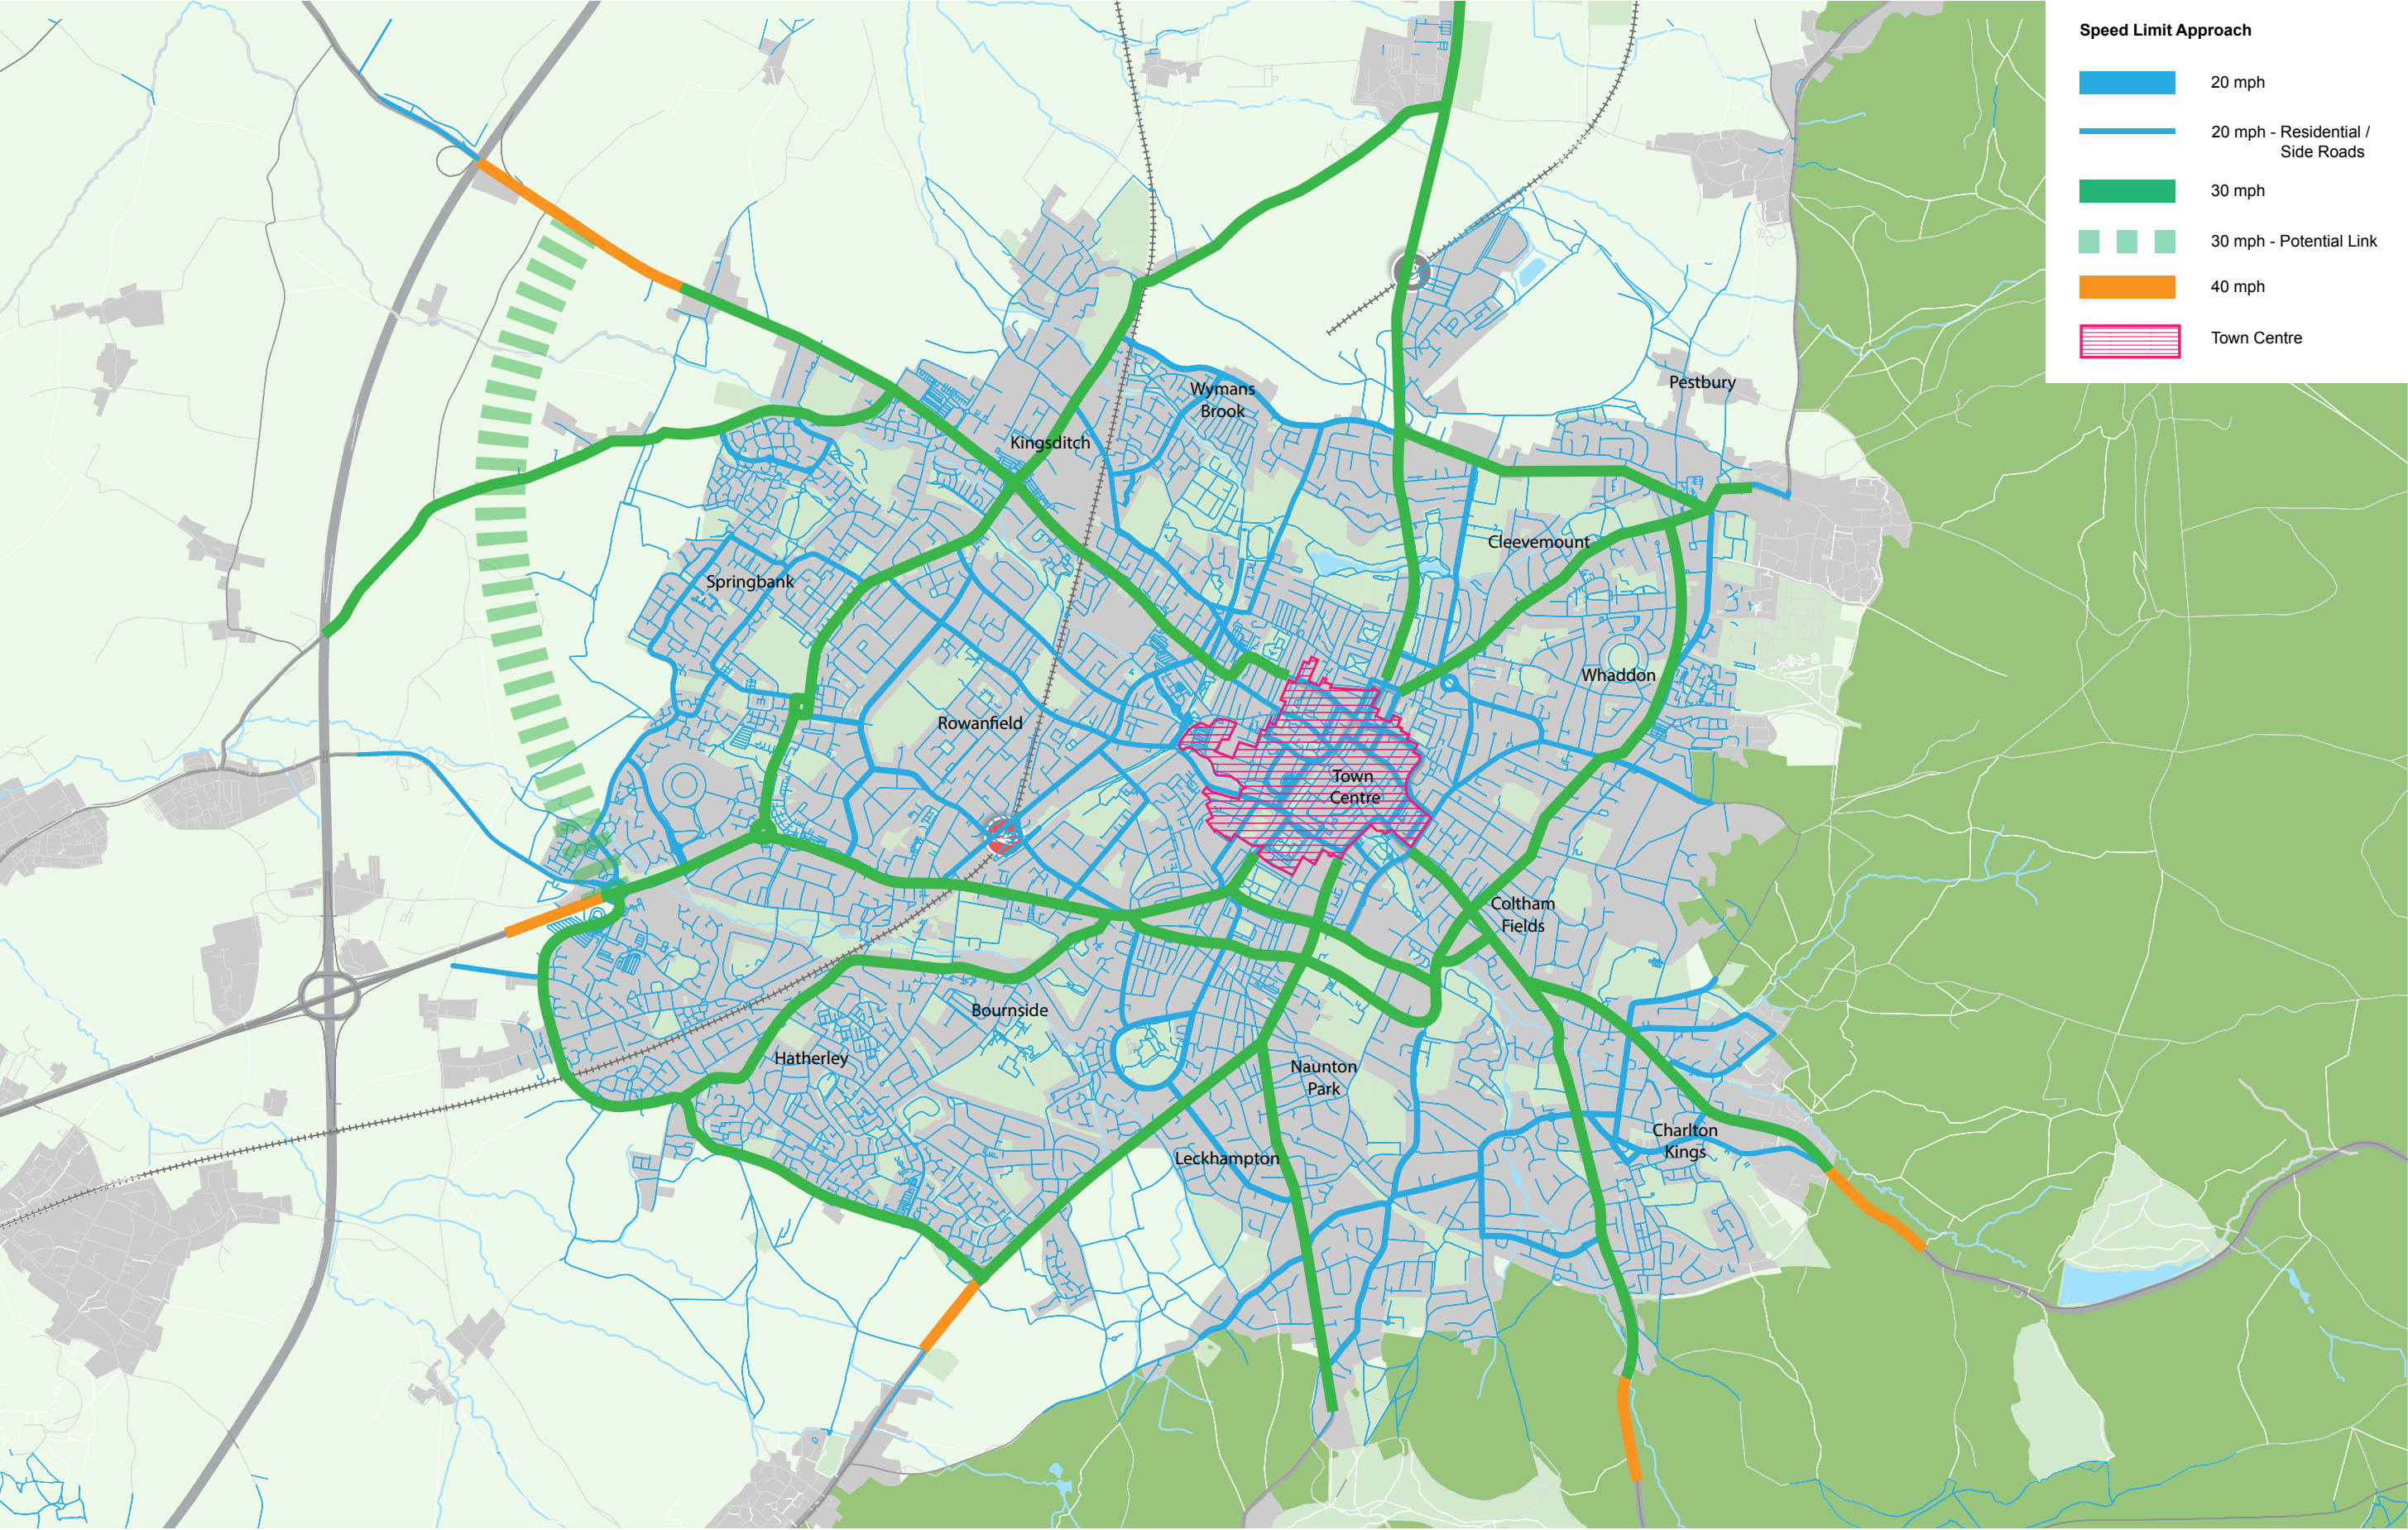 Speed Limit Approach
20 mph
20 mph - Residential /
Side Roads
30 mph
30 mph - Potential Link
40 mph
Town Centre
Pestbury
Wymans
Brook
Kingsditch
Cleevemount
Springbank
Whaddon
Rowanfield
Town
Centre
Coltham
Fields
Bournside
Hatherley
Naunton
Park
Charlton
Kings
Leckhampton